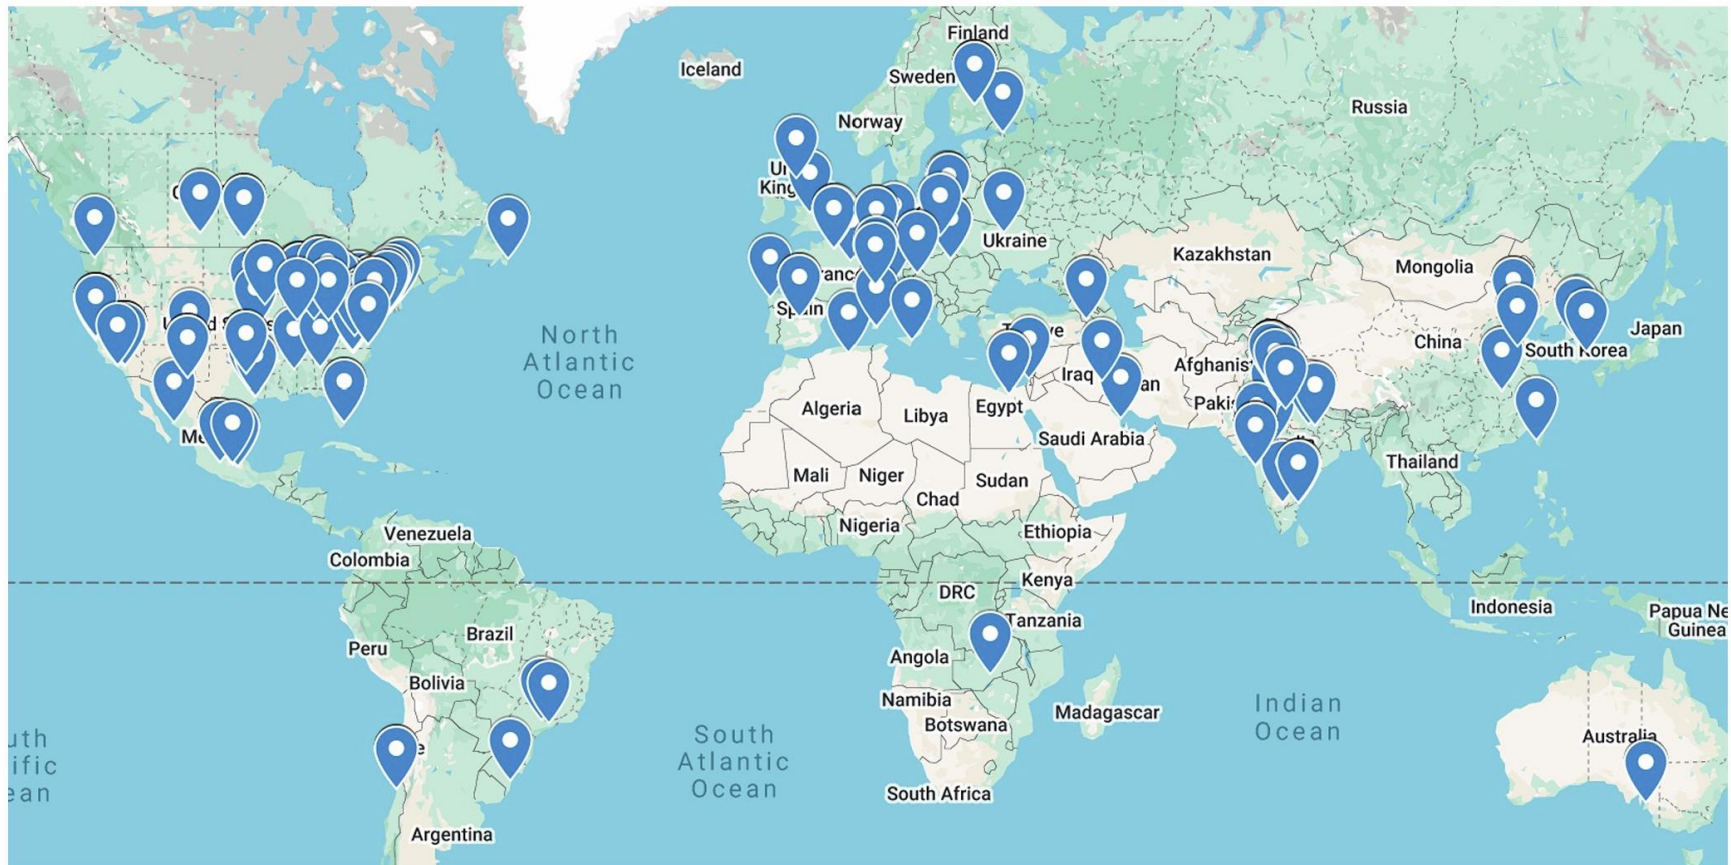 Finland
Iceland
Sweden
Russia
Norway
Ukraine
Kazakhstan
Mongolia
Spain
North
Atlantic
Ocean
Japan
China
South Korea
Iraq
Algeria
Libya
Egypt
Saudi Arabia
Mali
Niger
Sudan
Chad
Thailand
Nigeria
Ethiopia
Venezuela
Colombia
Kenya
DRC
Indonesia
Tanzania
Papua Ne
Guinea
Brazil
Peru
Angola
Bolivia
Namibia
Botswana
Madagascar
Indian
Ocean
South
Atlantic
Ocean
Australia
South Africa
Argentina